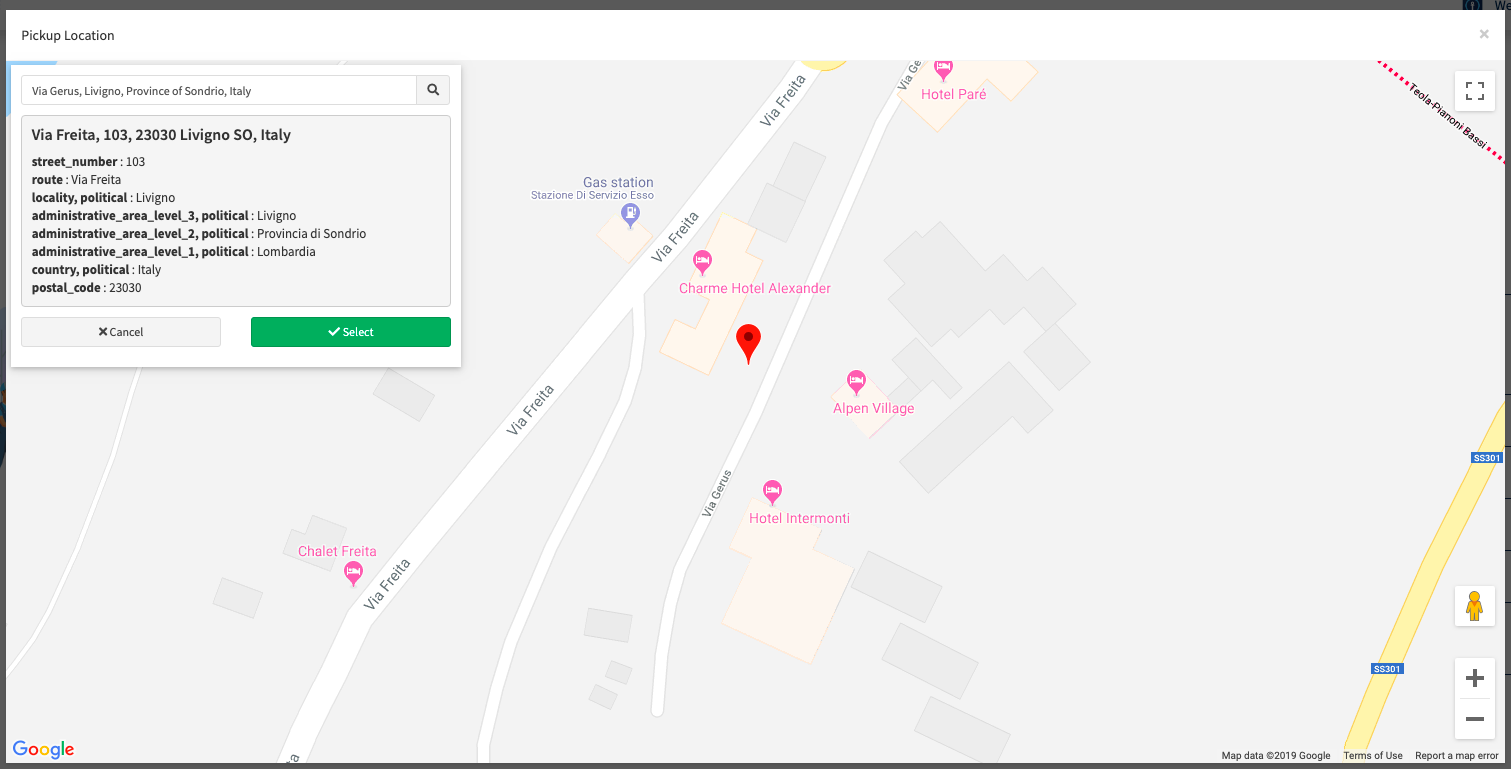 We
Pickup Location
×
Via Gerus, Livigno, Province of Sondrio, Italy
Via Freita, 103, 23030 Livigno SO, Italy
street_number : 103
route : Via Freita
locality, political : Livigno
administrative_area_level_3, political : Livigno
administrative_area_level_2, political : Provincia di Sondrio
administrative_area_level_1, political : Lombardia
country, political : Italy
postal_code : 23030
Cancel
Select
Via Freita
Via Ge
Hotel Paré
Teola-Pianoni Bassi
Gas station
Stazione Di Servizio Esso
Via Freita
Charme Hotel Alexander
Via Freita
Alpen Village
SS301
Via Gerus
Hotel Intermonti
Chalet Freita
Via Freita
SS301
Google
Map data ©2019 Google
Terms of Use
Report a map error